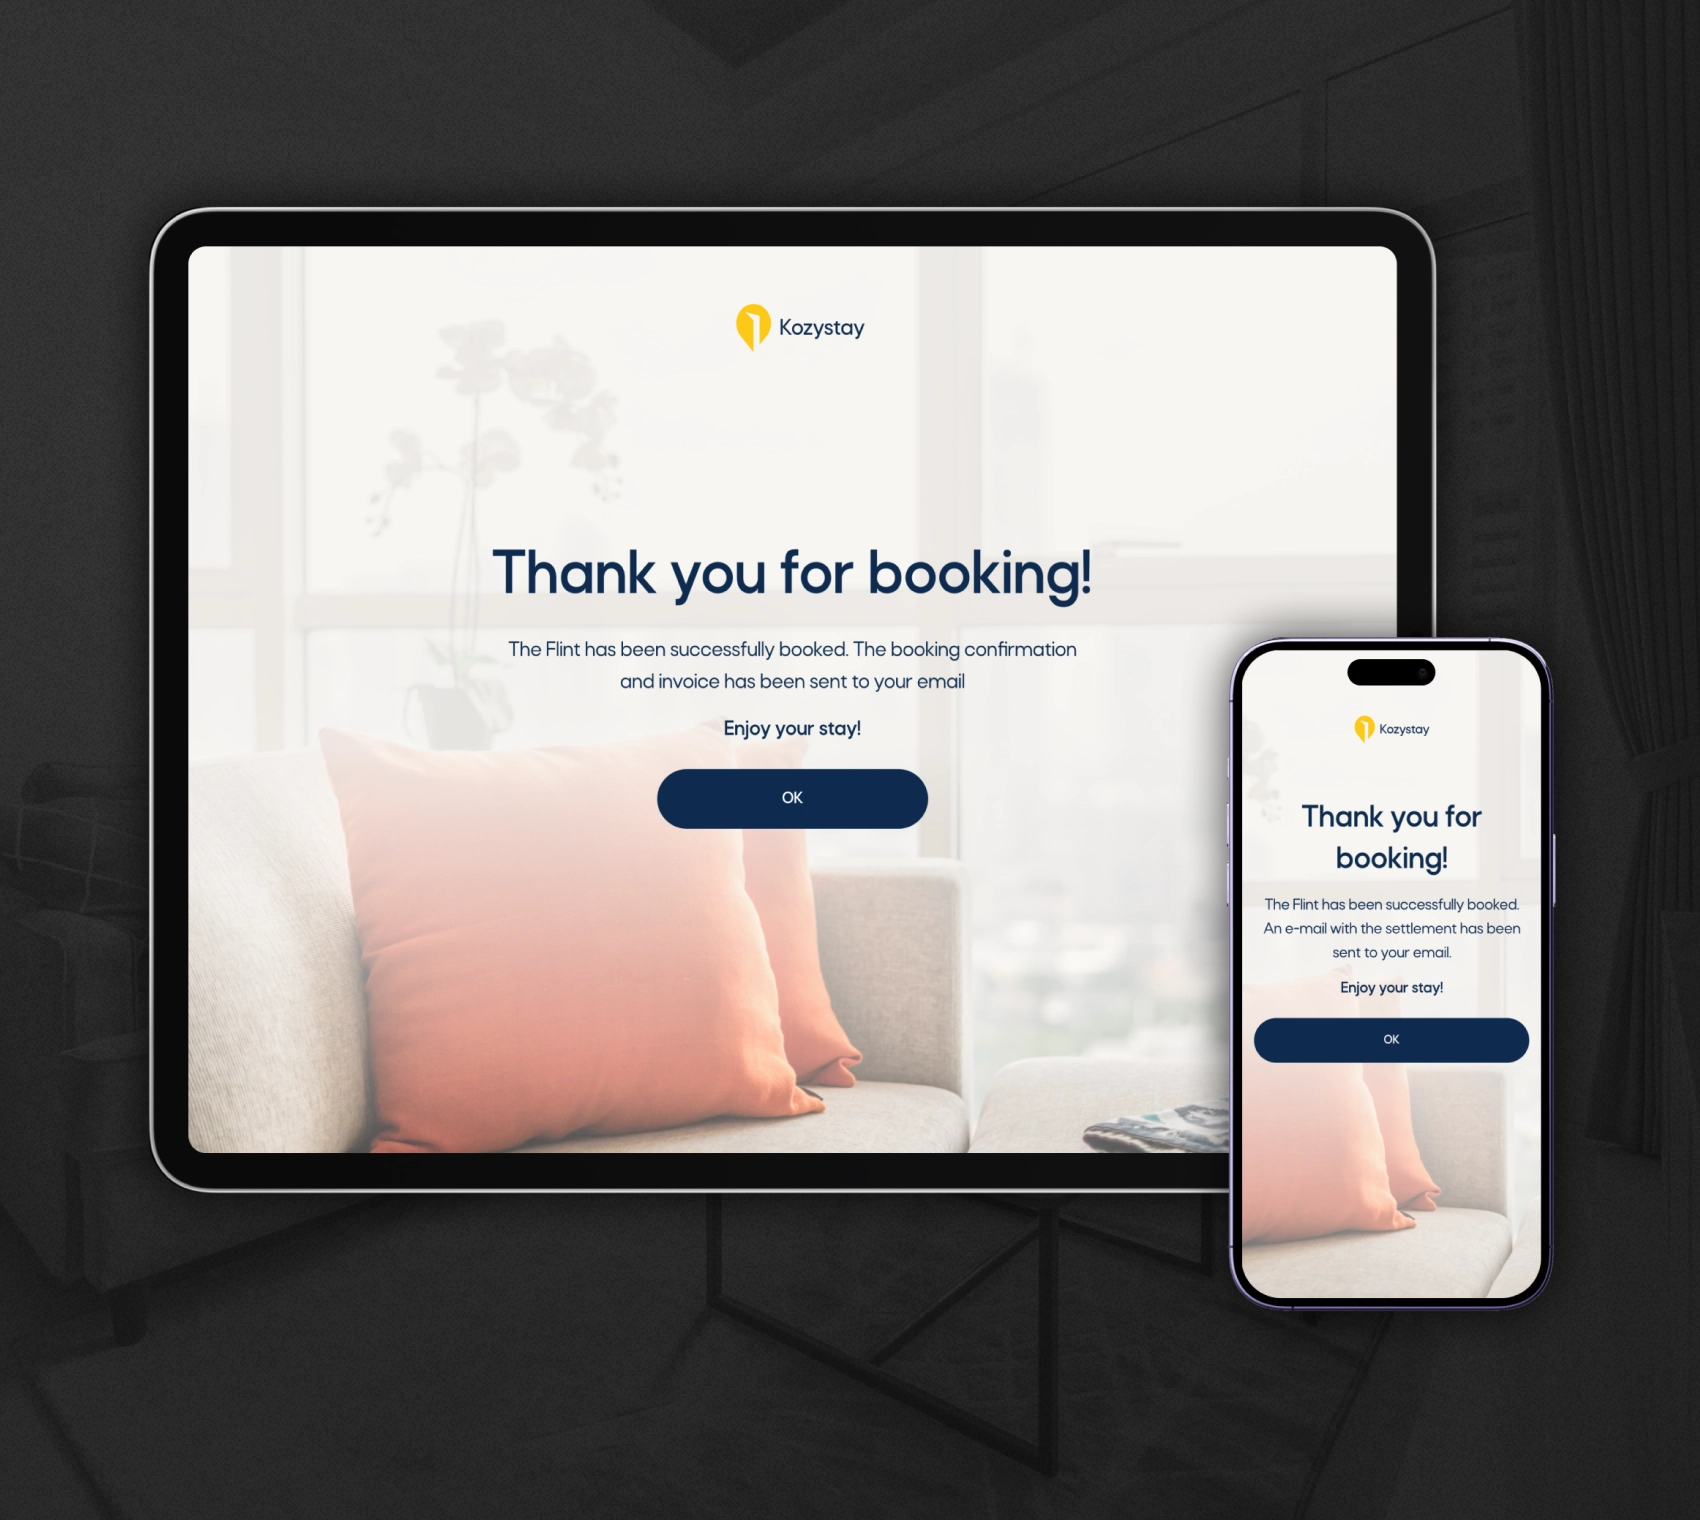 Kozystay
Thank you for booking!
The Flint has been successfully booked. The booking confirmation
and invoice has been sent to your email
Enjoy your stay!
OK
Kozystay
Thank you for
booking!
The Flint has been successfully booked.
An e-mail with the settlement has been
sent to your email.
Enjoy your stay!
OK